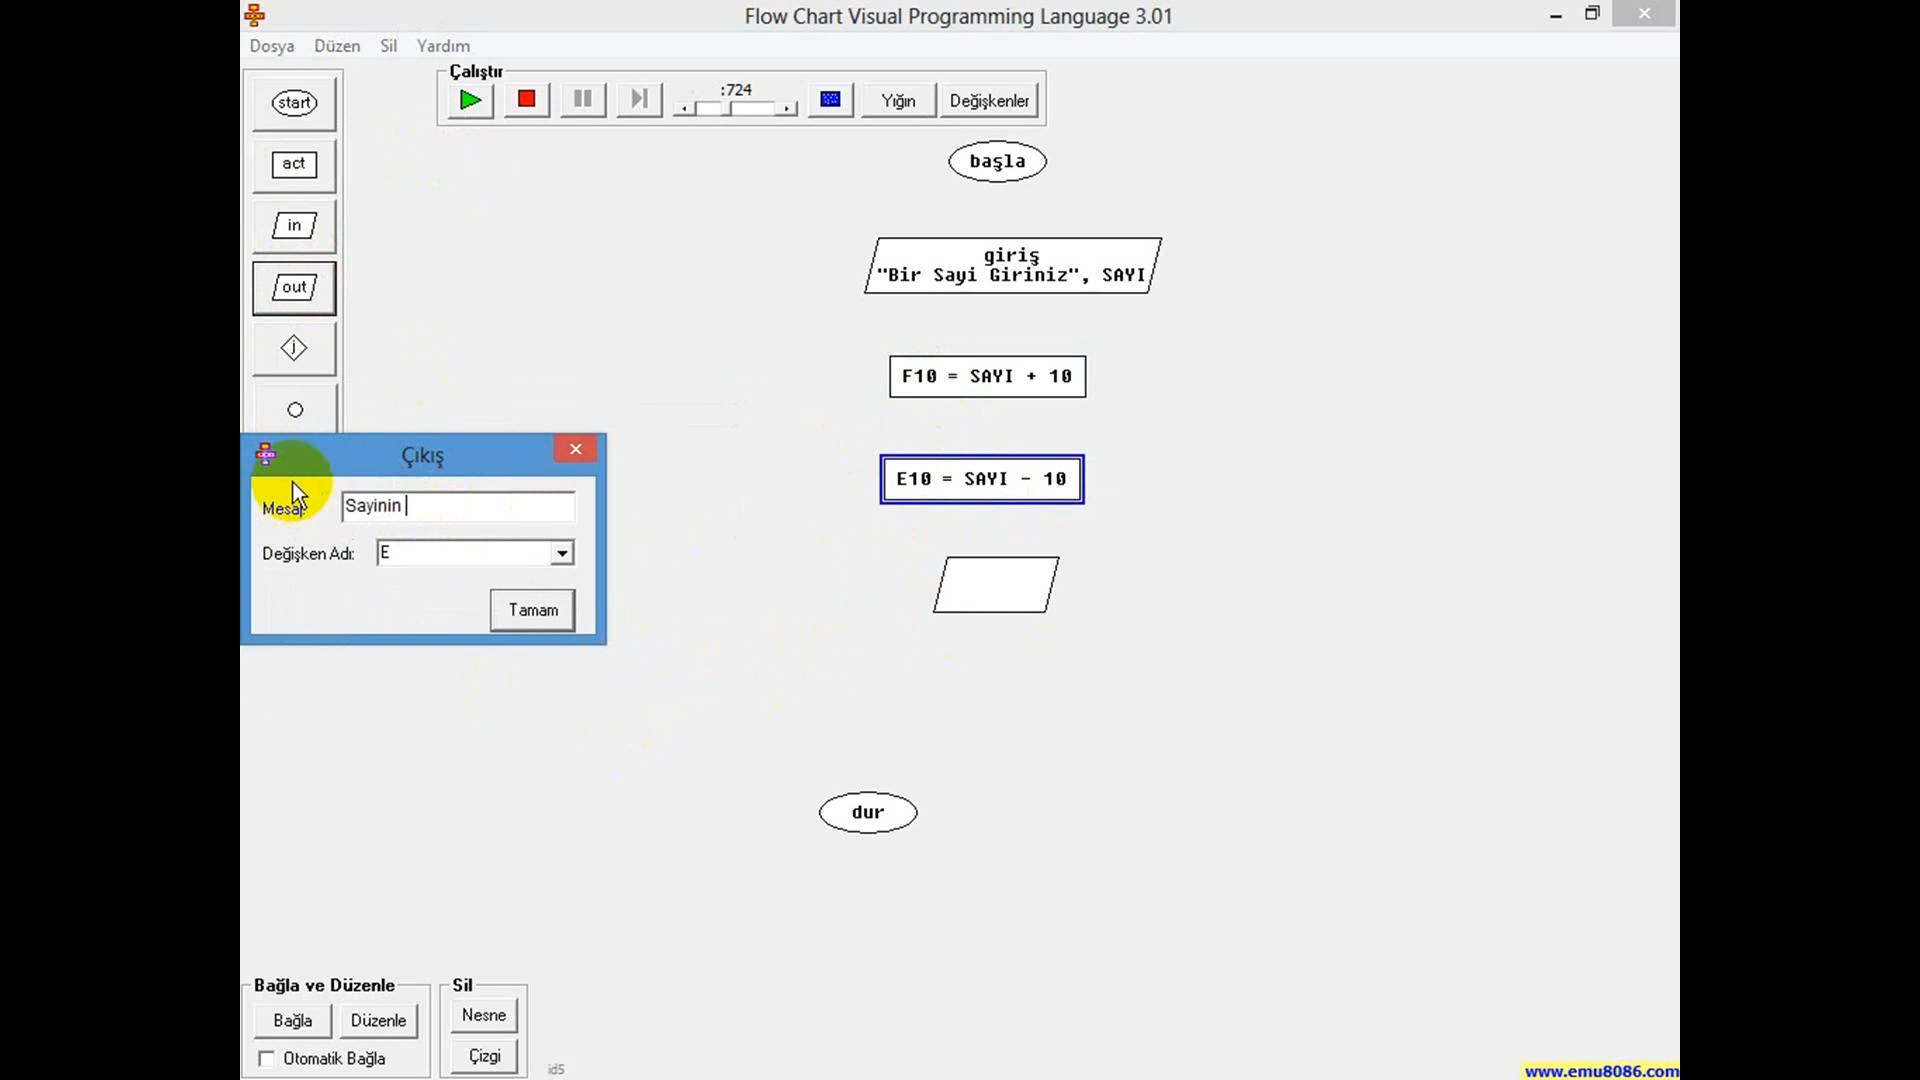 Flow Chart Visual Programming Language 3.01
Dosya Düzen Sil Yardım
Çalıştır
:724
Yığın
Değişkenler
start
act
in
out
j
başla
giriş
"Bir Sayi Giriniz", SAYI
F10 = SAYI + 10
E10 = SAYI - 10
dur
Çıkış
Mesaj:
Sayinin
Değişken Adı:
E
Tamam
Bağla ve Düzenle
Bağla
Düzenle
Otomatik Bağla
Sil
Nesne
Çizgi
id5
www.emu8086.com